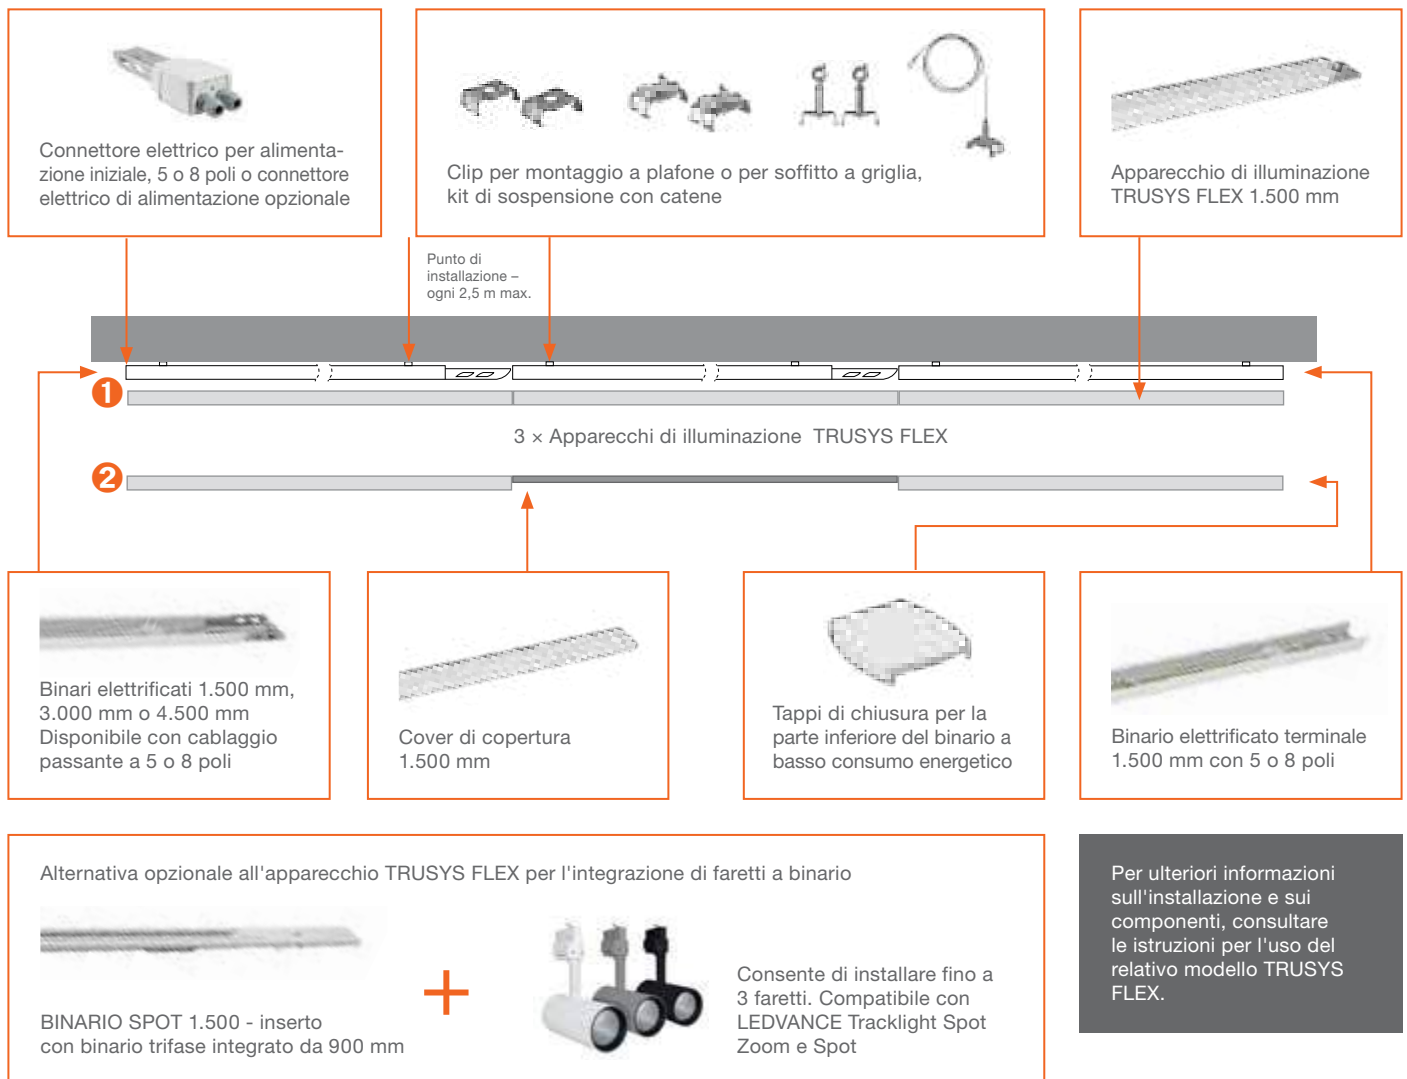 Connettore elettrico per alimenta-
zione iniziale, 5 o 8 poli o connettore
elettrico di alimentazione opzionale
Clip per montaggio a plafone o per soffitto a griglia,
kit di sospensione con catene
Apparecchio di illuminazione
TRUSYS FLEX 1.500 mm
Punto di
installazione –
ogni 2,5 m max.
1
3 × Apparecchi di illuminazione TRUSYS FLEX
2
Binari elettrificati 1.500 mm,
3.000 mm o 4.500 mm
Disponibile con cablaggio
passante a 5 o 8 poli
Cover di copertura
1.500 mm
Tappi di chiusura per la
parte inferiore del binario a
basso consumo energetico
Binario elettrificato terminale
1.500 mm con 5 o 8 poli
Alternativa opzionale all'apparecchio TRUSYS FLEX per l'integrazione di faretti a binario
BINARIO SPOT 1.500 - inserto
con binario trifase integrato da 900 mm
+
Consente di installare fino a
3 faretti. Compatibile con
LEDVANCE Tracklight Spot
Zoom e Spot
Per ulteriori informazioni
sull'installazione e sui
componenti, consultare
le istruzioni per l'uso del
relativo modello TRUSYS
FLEX.